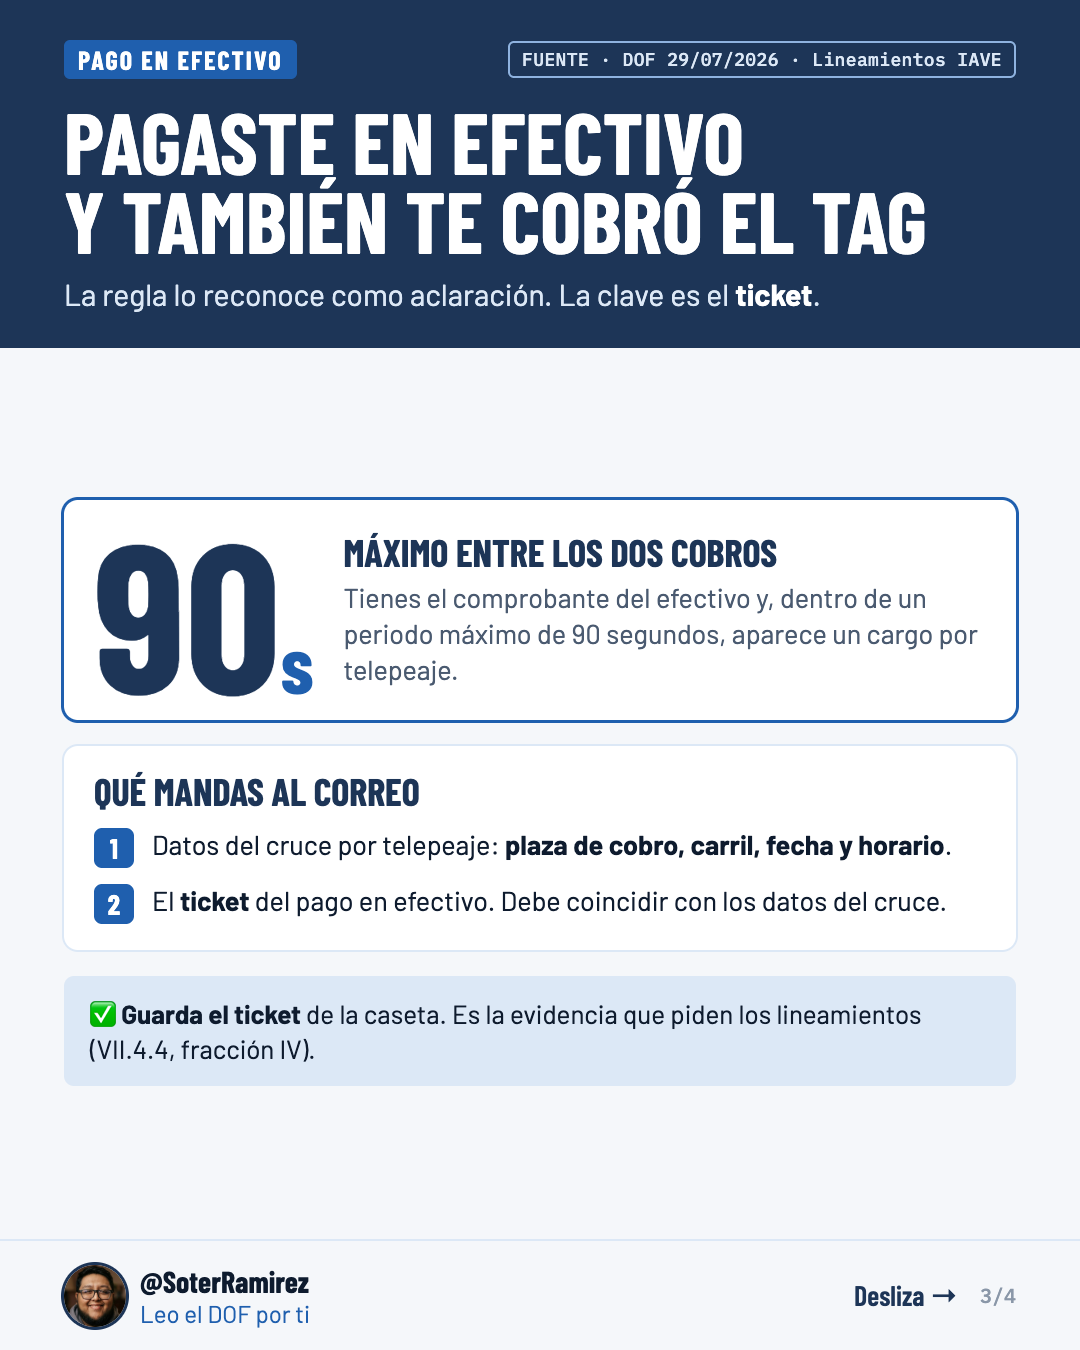 PAGO EN EFECTIVO
FUENTE · DOF 29/07/2026 · Lineamientos IAVE
PAGASTE EN EFECTIVO
Y TAMBIÉN TE COBRÓ EL TAG
La regla lo reconoce como aclaración. La clave es el ticket.
90s
MÁXIMO ENTRE LOS DOS COBROS
Tienes el comprobante del efectivo y, dentro de un
periodo máximo de 90 segundos, aparece un cargo por
telepeaje.
QUÉ MANDAS AL CORREO
1 Datos del cruce por telepeaje: plaza de cobro, carril, fecha y horario.
2 El ticket del pago en efectivo. Debe coincidir con los datos del cruce.
✅ Guarda el ticket de la caseta. Es la evidencia que piden los lineamientos
(VII.4.4, fracción IV).
@SoterRamirez
Leo el DOF por ti
Desliza → 3/4